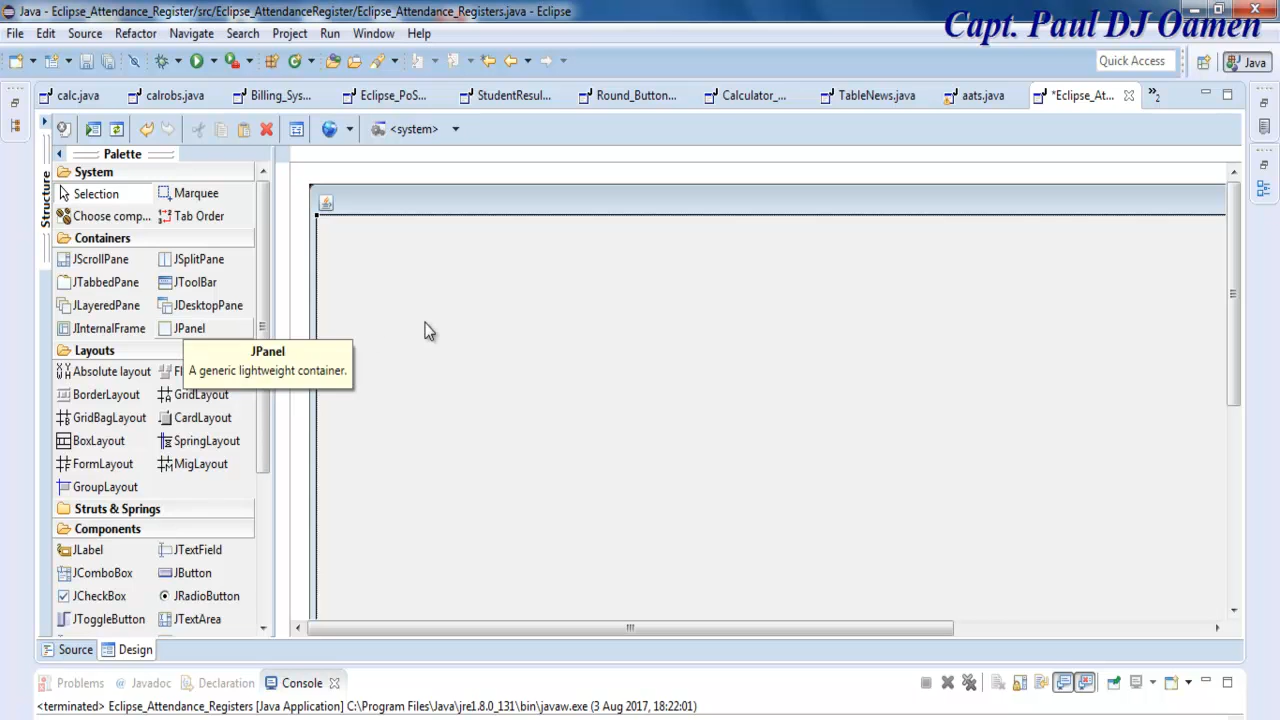 Java - Eclipse_Attendance_Register/src/Eclipse_AttendanceRegister/Eclipse_Attendance_Registers.java - Eclipse
Capt. Paul DJ Oamen
File Edit Source Refactor Navigate Search Project Run Window Help
Quick Access
Java
calc.java calrobs.java Billing_Sys... Eclipse_PoS... StudentResul... Round_Button... Calculator_... TableNews.java aats.java *Eclipse_At... »2
<system>
Structure
Palette
System
Selection Marquee
Choose comp... Tab Order
Containers
JScrollPane JSplitPane
JTabbedPane JToolBar
JLayeredPane JDesktopPane
JInternalFrame JPanel
Layouts
JPanel
A generic lightweight container.
Absolute layout Fl
BorderLayout GridLayout
GridBagLayout CardLayout
BoxLayout SpringLayout
FormLayout MigLayout
GroupLayout
Struts & Springs
Components
JLabel JTextField
JComboBox JButton
JCheckBox JRadioButton
JToggleButton JTextArea
Source Design
Problems Javadoc Declaration Console
<terminated> Eclipse_Attendance_Registers [Java Application] C:\Program Files\Java\jre1.8.0_131\bin\javaw.exe (3 Aug 2017, 18:22:01)